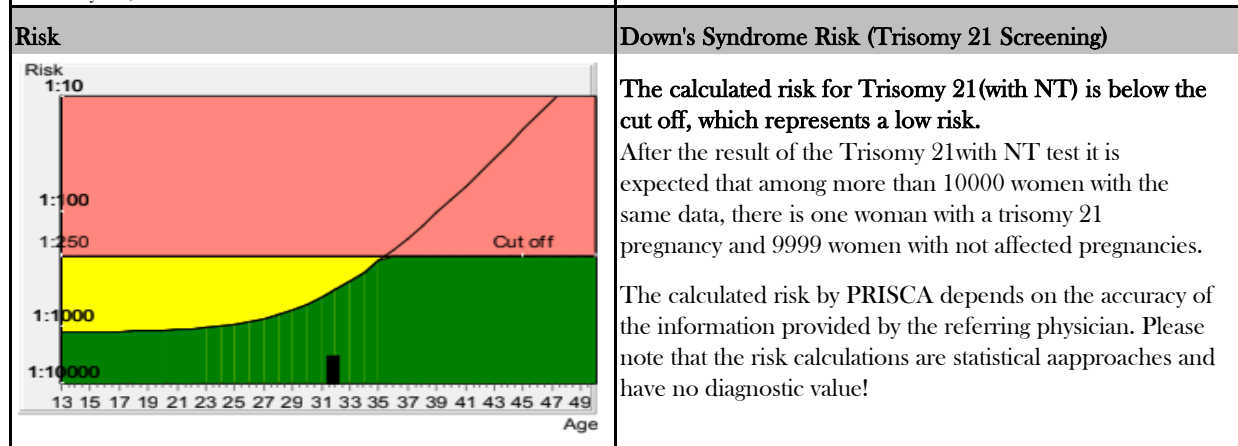 Risk
Down's Syndrome Risk (Trisomy 21 Screening)
Risk
1:10
1:100
1:250
Cut off
1:1000
1:10000
13 15 17 19 21 23 25 27 29 31 33 35 37 39 41 43 45 47 49
Age
The calculated risk for Trisomy 21(with NT) is below the
cut off, which represents a low risk.
After the result of the Trisomy 21with NT test it is
expected that among more than 10000 women with the
same data, there is one woman with a trisomy 21
pregnancy and 9999 women with not affected pregnancies.
The calculated risk by PRISCA depends on the accuracy of
the information provided by the referring physician. Please
note that the risk calculations are statistical aapproaches and
have no diagnostic value!